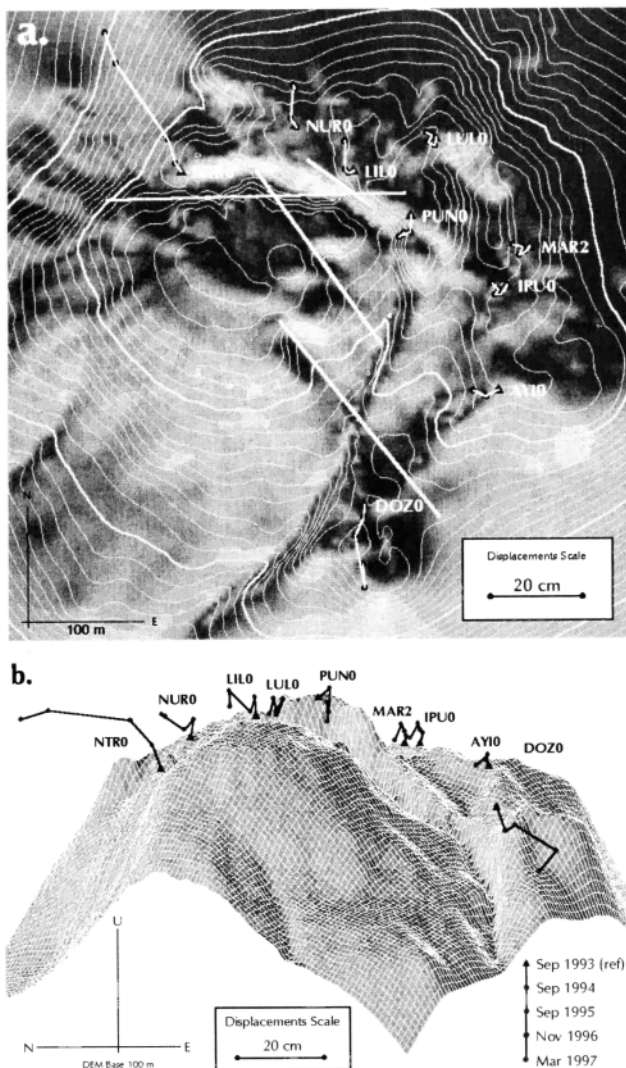 a.
NUR0
LUL0
LIL0
PUN0
MAR2
IPU0
AYI0
DOZ0
N
E
100 m
Displacements Scale
20 cm
b.
LIL0
LUL0
PUN0
NUR0
MAR2
IPU0
NTR0
AYI0
DOZ0
U
N
E
DEM Base 100 m
Displacements Scale
20 cm
Sep 1993 (ref)
Sep 1994
Sep 1995
Nov 1996
Mar 1997